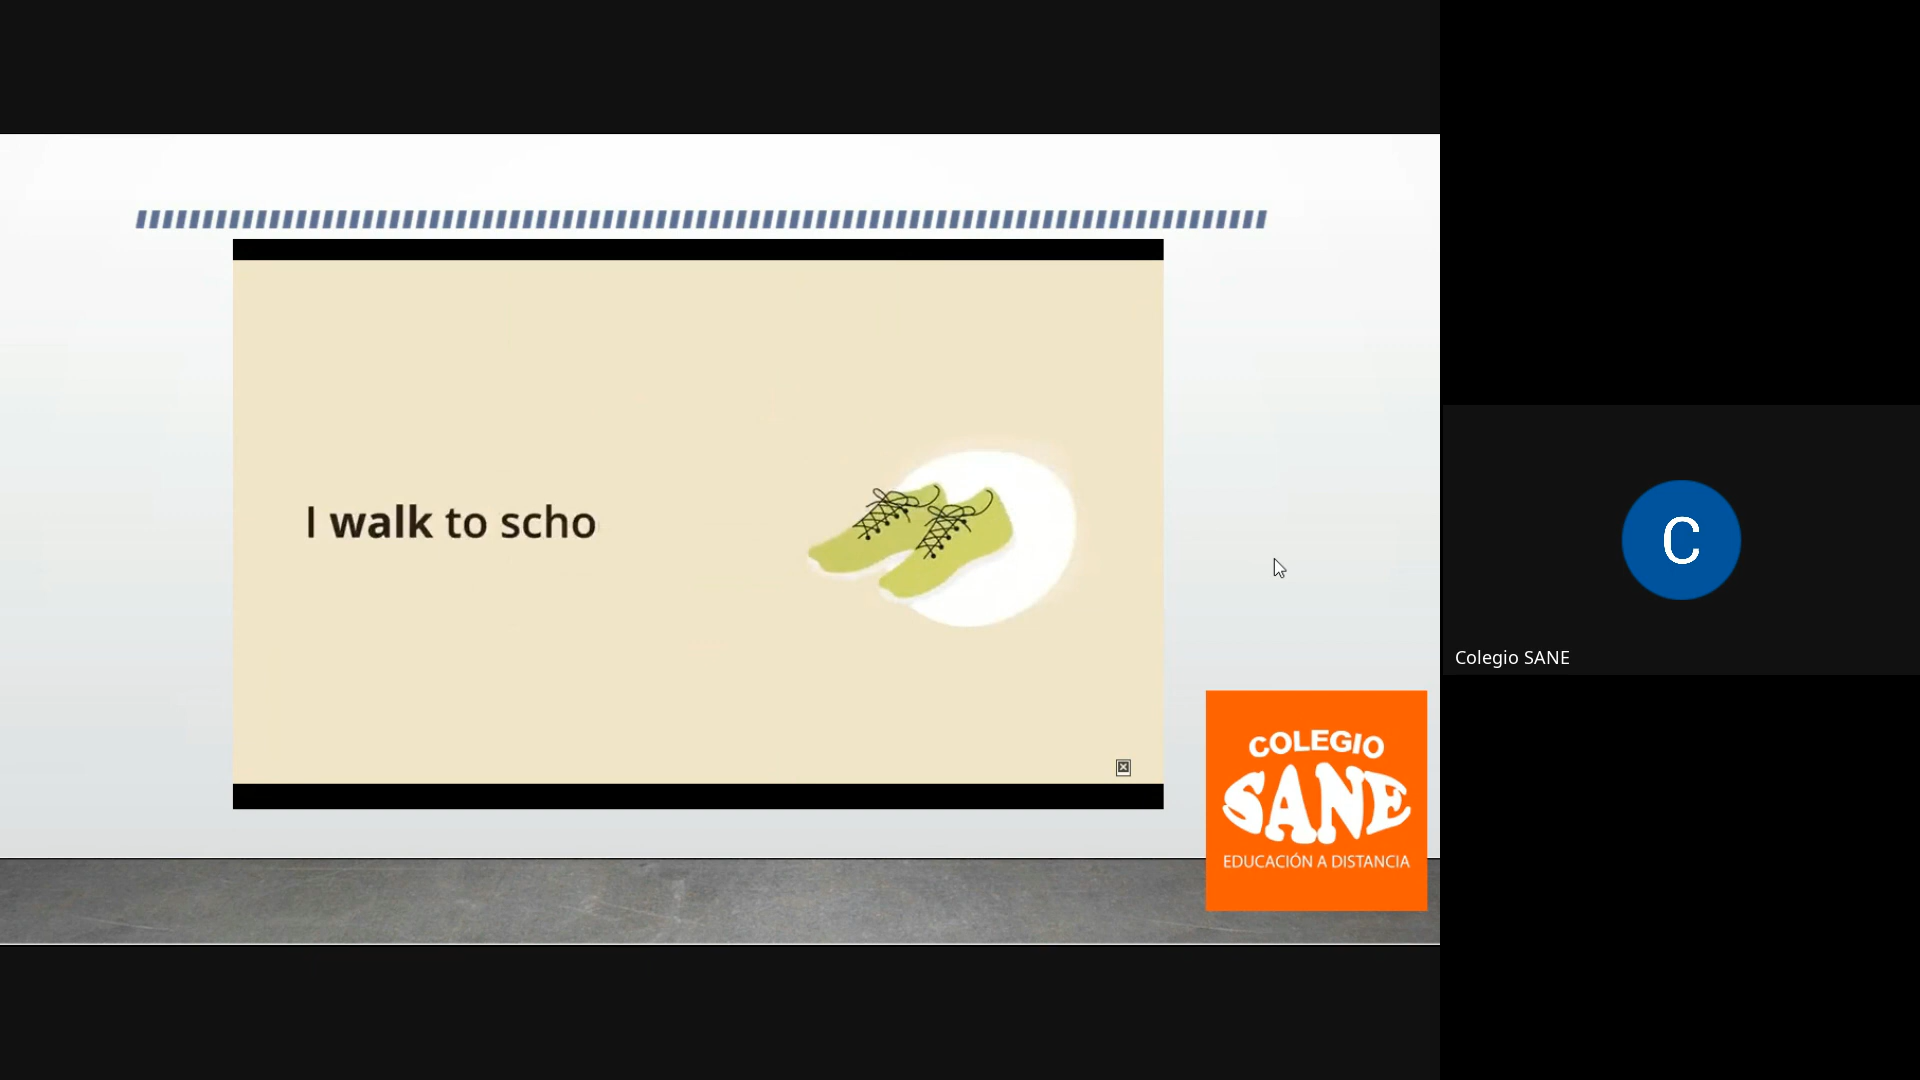 I walk to scho
C
Colegio SANE
COLEGIO
SANE
EDUCACIÓN A DISTANCIA